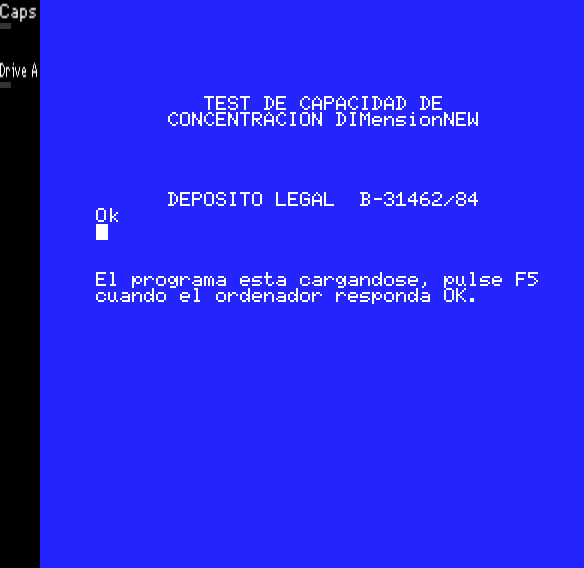 Caps
Drive A
TEST DE CAPACIDAD DE
CONCENTRACION DIMensionNEW
DEPOSITO LEGAL B-31462/84
Ok
El programa esta cargandose, pulse F5
cuando el ordenador responda OK.